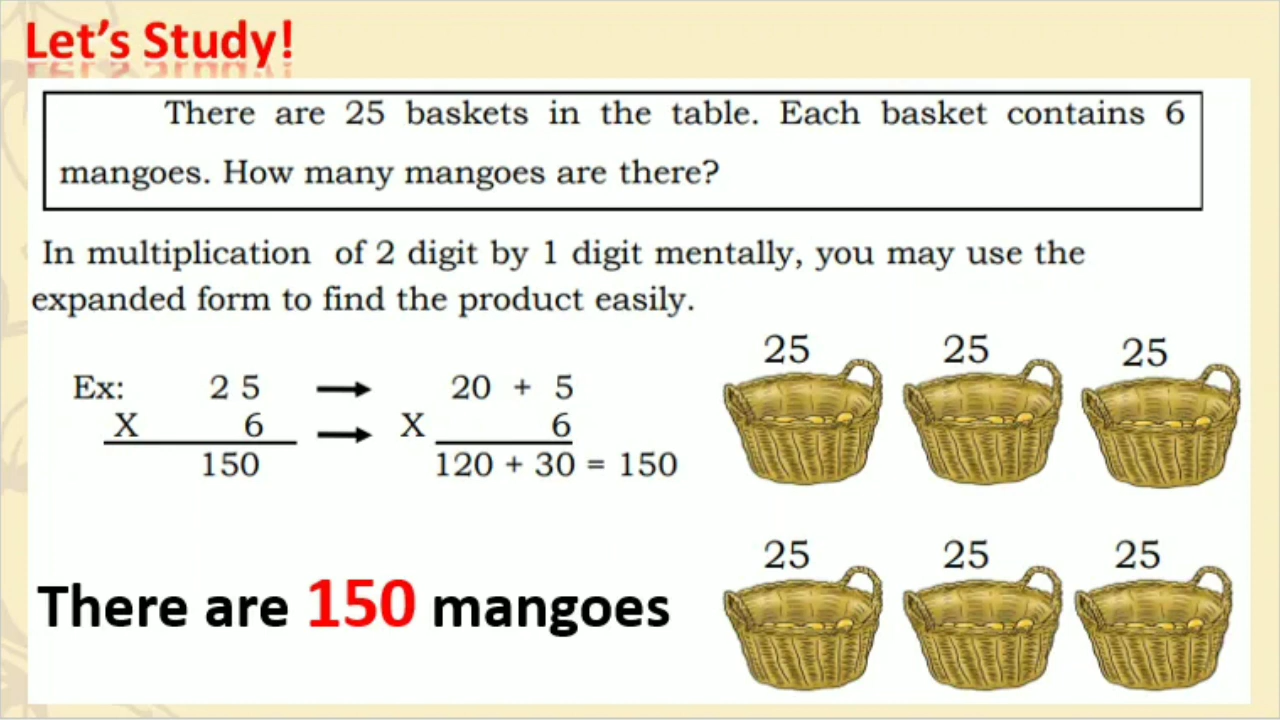 Let's Study!
There are 25 baskets in the table. Each basket contains 6
mangoes. How many mangoes are there?
In multiplication of 2 digit by 1 digit mentally, you may use the
expanded form to find the product easily.
25 25 25
Ex: 2 5 → 20 + 5
X 6 → X 6
150 120 + 30 = 150
25 25 25
There are 150 mangoes